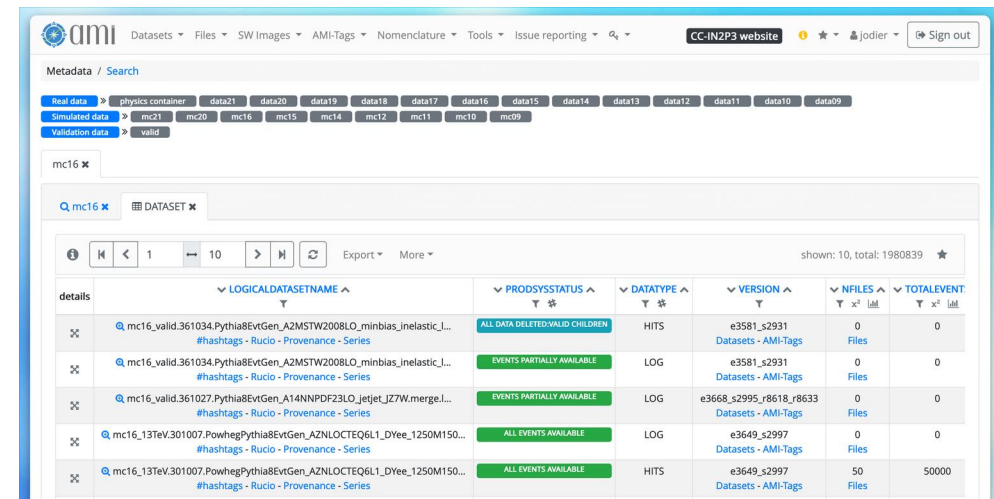 ami Datasets Files SW Images AMI-Tags Nomenclature Tools Issue reporting CC-IN2P3 website jodier Sign out
Metadata / Search
Real data » physics container data21 data20 data19 data18 data17 data16 data15 data14 data13 data12 data11 data10 data09
Simulated data » mc21 mc20 mc16 mc15 mc14 mc12 mc11 mc10 mc09
Validation data » valid
mc16 ✖
mc16 ✖ DATASET ✖
1 10 Export More shown: 10, total: 1980839
details LOGICALDATASETNAME PRODSYSSTATUS DATATYPE VERSION NFILES TOTALEVENT
x² x²
mc16_valid.361034.Pythia8EvtGen_A2MSTW2008LO_minbias_inelastic_l... ALL DATA DELETED:VALID CHILDREN HITS e3581_s2931 0 0
#hashtags - Rucio - Provenance - Series Datasets - AMI-Tags Files
mc16_valid.361034.Pythia8EvtGen_A2MSTW2008LO_minbias_inelastic_l... EVENTS PARTIALLY AVAILABLE LOG e3581_s2931 0 0
#hashtags - Rucio - Provenance - Series Datasets - AMI-Tags Files
mc16_valid.361027.Pythia8EvtGen_A14NNPDF23LO_jetjet_JZ7W.merge.l... EVENTS PARTIALLY AVAILABLE LOG e3668_s2995_r8618_r8633 0 0
#hashtags - Rucio - Provenance - Series Datasets - AMI-Tags Files
mc16_13TeV.301007.PowhegPythia8EvtGen_AZNLOCTEQ6L1_DYee_1250M150... ALL EVENTS AVAILABLE LOG e3649_s2997 0 0
#hashtags - Rucio - Provenance - Series Datasets - AMI-Tags Files
mc16_13TeV.301007.PowhegPythia8EvtGen_AZNLOCTEQ6L1_DYee_1250M150... ALL EVENTS AVAILABLE HITS e3649_s2997 50 50000
#hashtags - Rucio - Provenance - Series Datasets - AMI-Tags Files